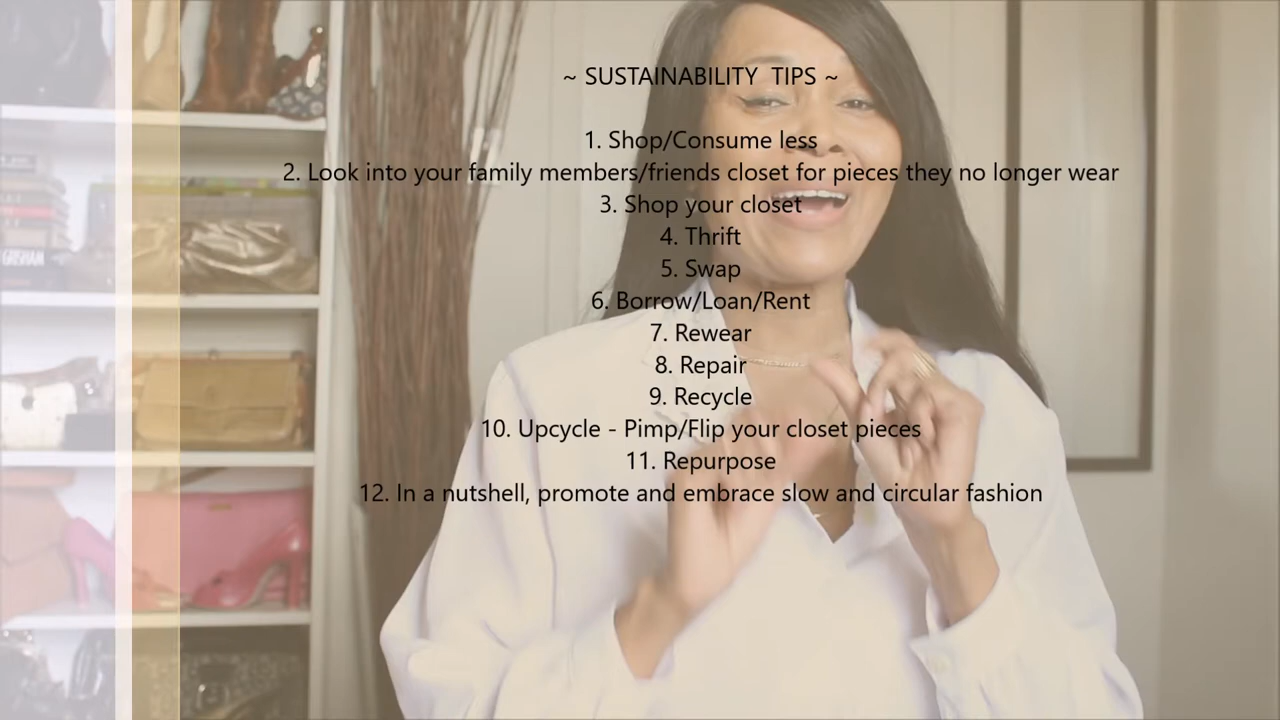 ~ SUSTAINABILITY TIPS ~
1. Shop/Consume less
2. Look into your family members/friends closet for pieces they no longer wear
3. Shop your closet
4. Thrift
5. Swap
6. Borrow/Loan/Rent
7. Rewear
8. Repair
9. Recycle
10. Upcycle - Pimp/Flip your closet pieces
11. Repurpose
12. In a nutshell, promote and embrace slow and circular fashion
GRISHAM